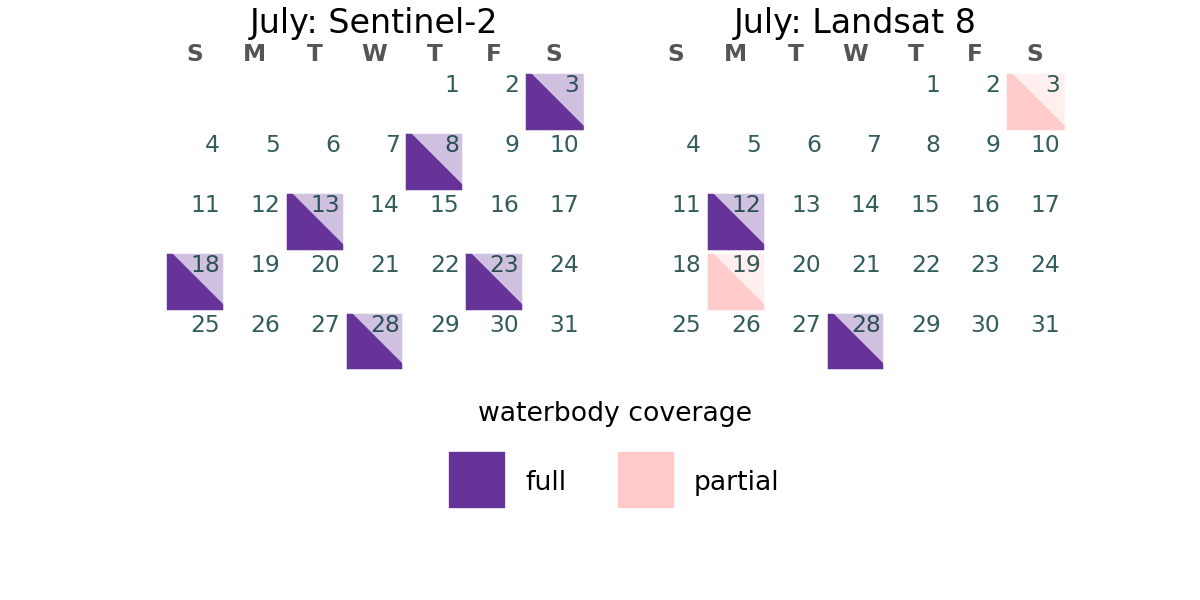 July: Sentinel-2
S M T W T F S
1 2 3
4 5 6 7 8 9 10
11 12 13 14 15 16 17
18 19 20 21 22 23 24
25 26 27 28 29 30 31
July: Landsat 8
S M T W T F S
1 2 3
4 5 6 7 8 9 10
11 12 13 14 15 16 17
18 19 20 21 22 23 24
25 26 27 28 29 30 31
waterbody coverage
full partial